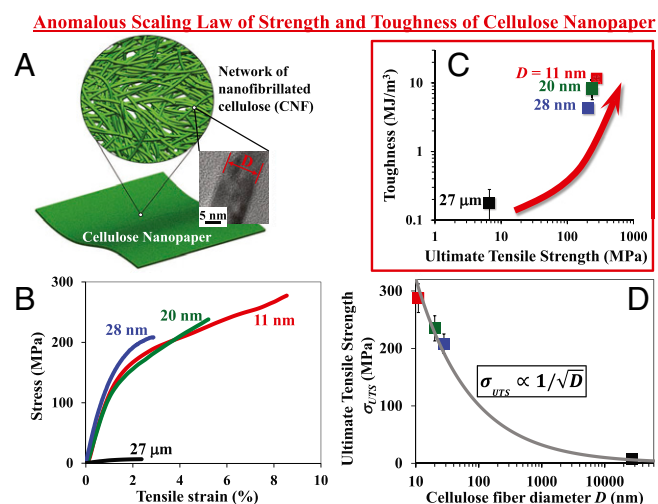 Anomalous Scaling Law of Strength and Toughness of Cellulose Nanopaper
A
Network of
nanofibrillated
cellulose (CNF)
D
5 nm
Cellulose Nanopaper
C
Toughness (MJ/m³)
100
10
1
0.1
D = 11 nm
20 nm
28 nm
27 μm
1
10
100
1000
Ultimate Tensile Strength (MPa)
B
Stress (MPa)
300
200
100
0
28 nm
20 nm
11 nm
27 μm
0
2
4
6
8
10
Tensile strain (%)
D
Ultimate Tensile Strength
σUTS (MPa)
300
200
100
0
σUTS ∝ 1/√D
10
100
1000
10000
Cellulose fiber diameter D (nm)